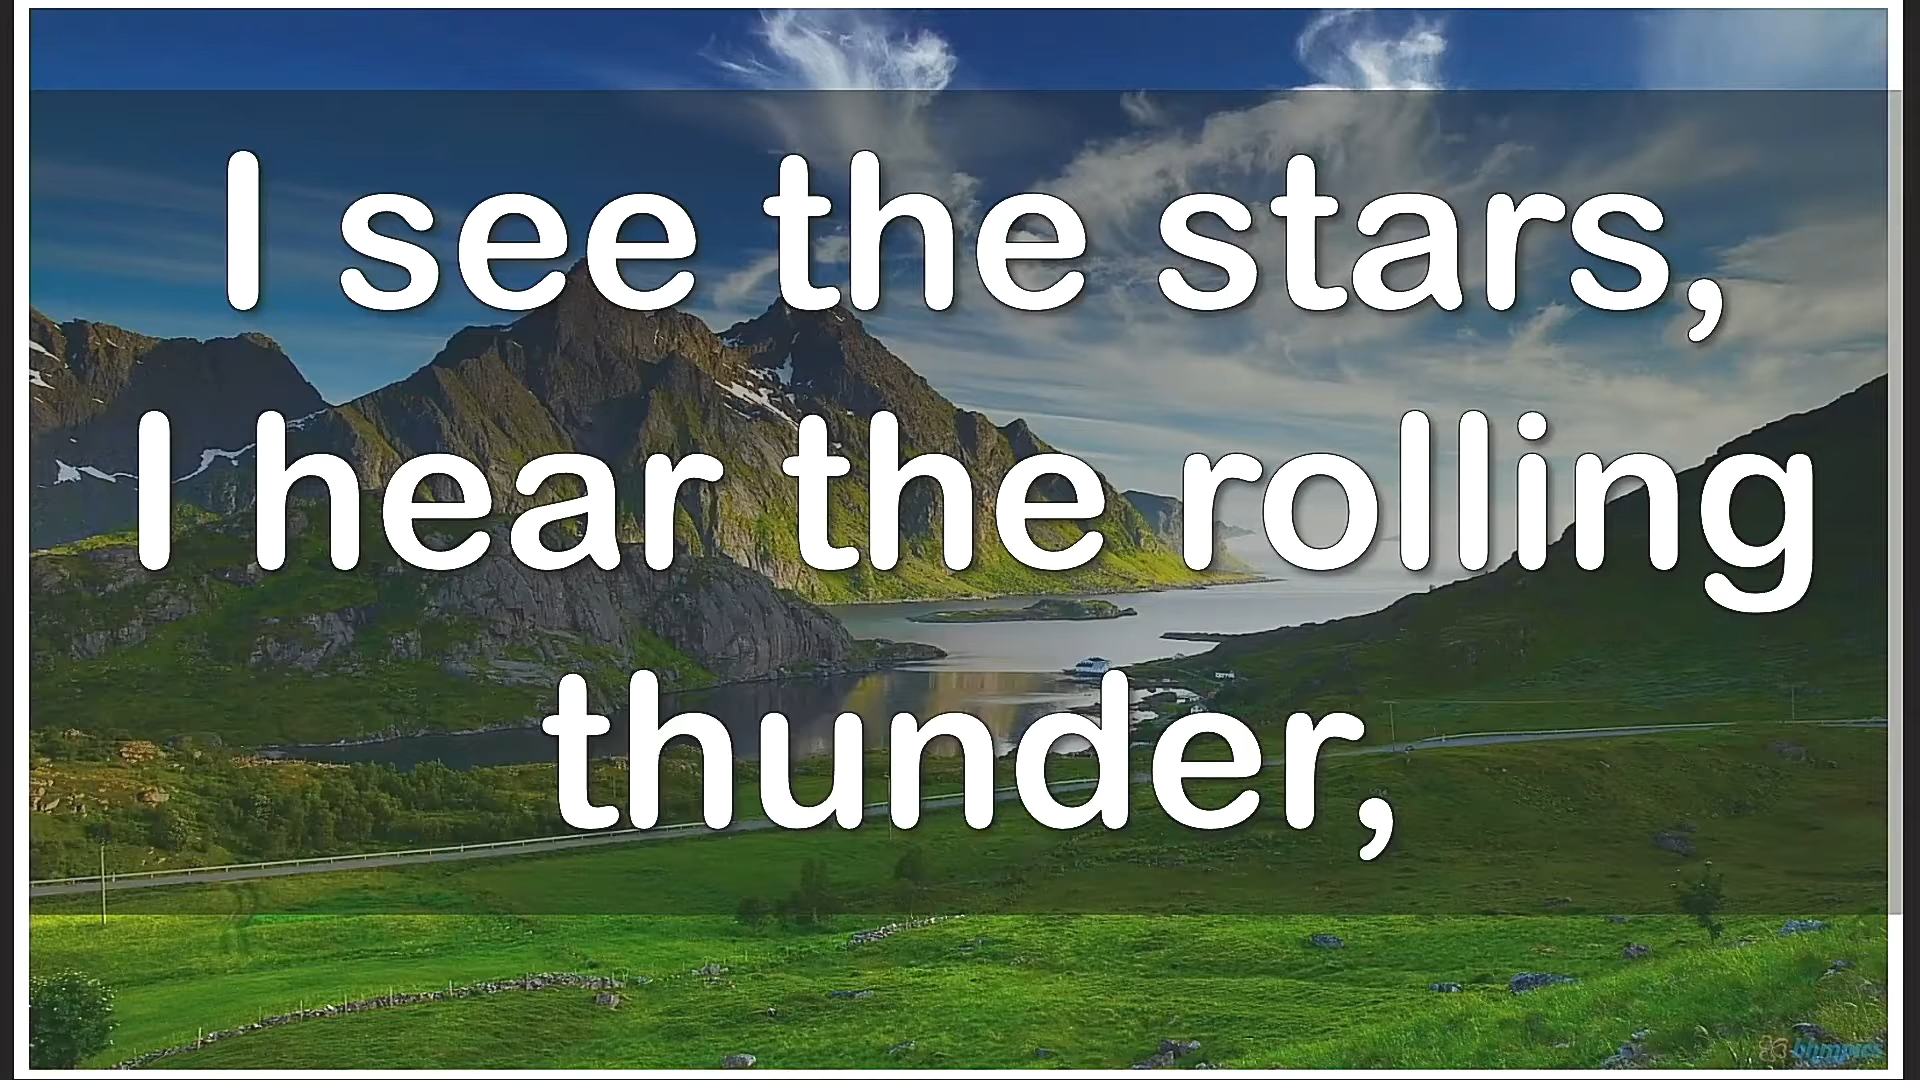 I see the stars,
I hear the rolling
thunder,